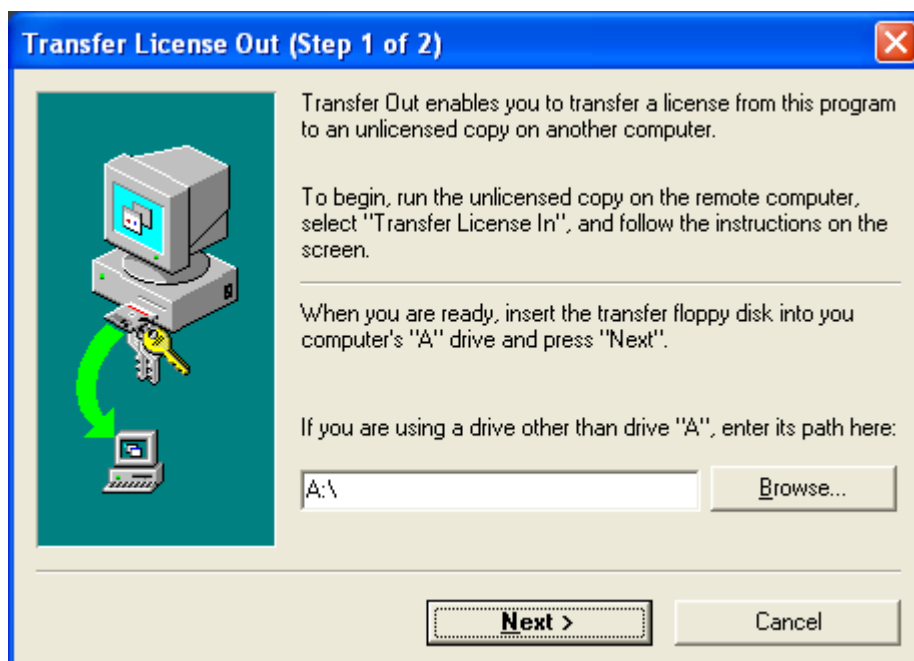 Transfer License Out (Step 1 of 2)
Transfer Out enables you to transfer a license from this program
to an unlicensed copy on another computer.
To begin, run the unlicensed copy on the remote computer,
select "Transfer License In", and follow the instructions on the
screen.
When you are ready, insert the transfer floppy disk into you
computer's "A" drive and press "Next".
If you are using a drive other than drive "A", enter its path here:
A:\
Browse...
Next >
Cancel